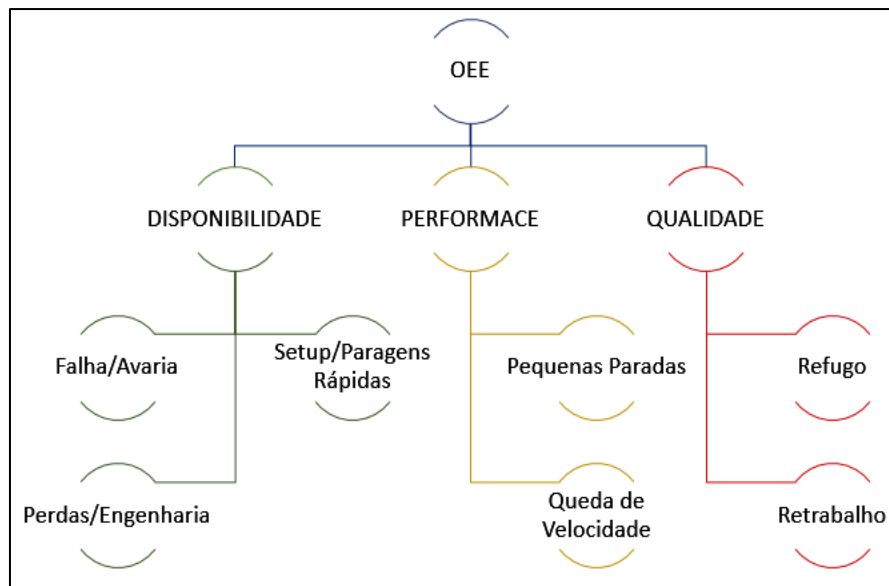 OEE
DISPONIBILIDADE
PERFORMACE
QUALIDADE
Falha/Avaria
Setup/Paragens
Rápidas
Pequenas Paradas
Refugo
Perdas/Engenharia
Queda de
Velocidade
Retrabalho